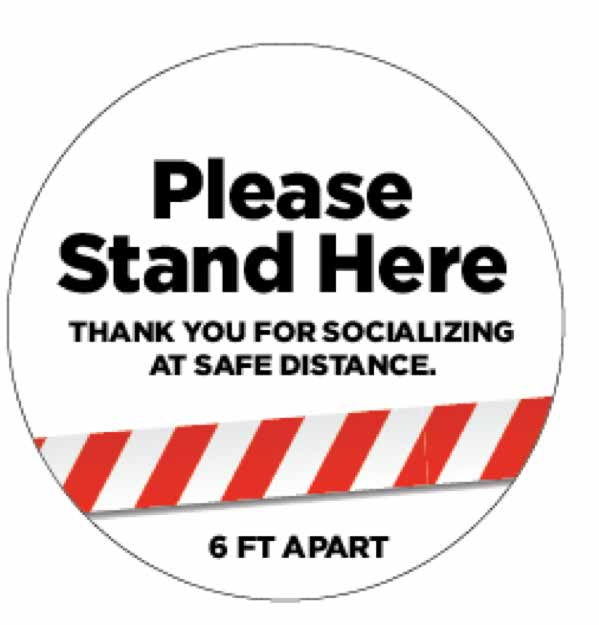 Please
Stand Here
THANK YOU FOR SOCIALIZING
AT SAFE DISTANCE.
6 FT APART